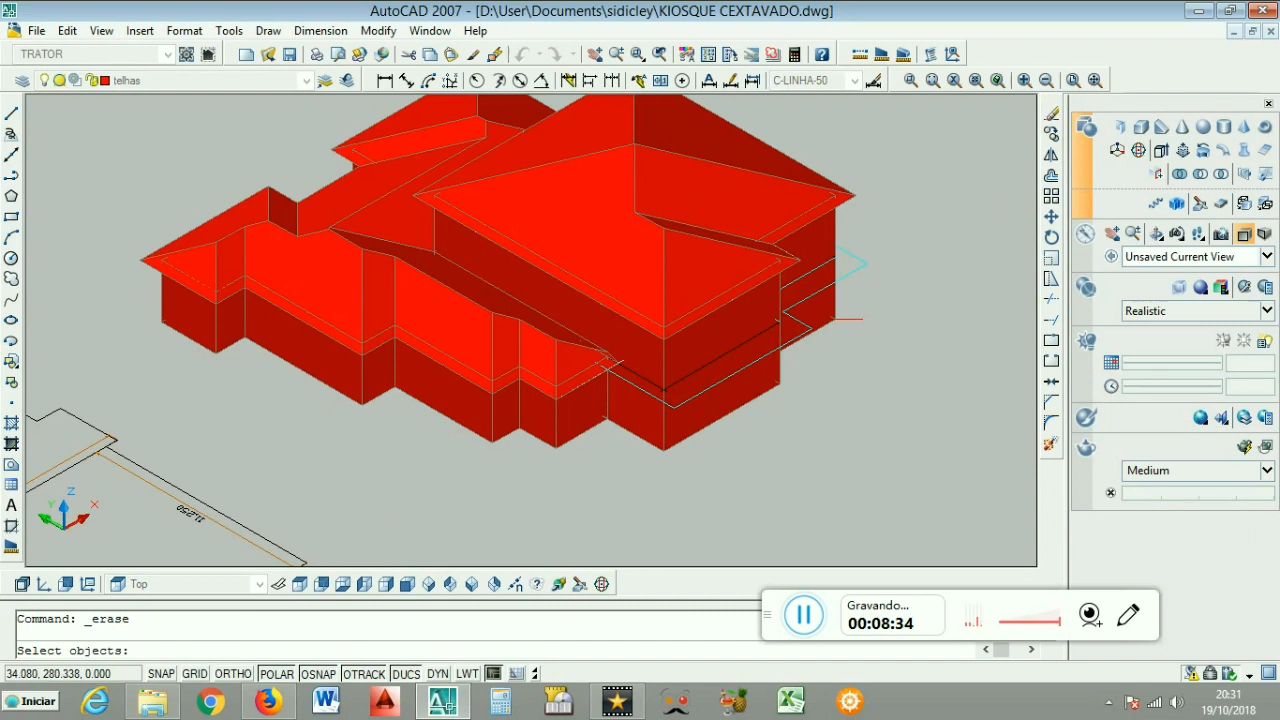 AutoCAD 2007 - [D:\User\Documents\sidicley\KIOSQUE CEXTAVADO.dwg]
File Edit View Insert Format Tools Draw Dimension Modify Window Help
TRATOR
telhas
C-LINHA-50
Unsaved Current View
Realistic
Medium
Z
Y
X
11.250
Top
Command: _erase
Select objects:
Gravando...
00:08:34
34.080, 280.338, 0.000
SNAP GRID ORTHO POLAR OSNAP OTRACK DUCS DYN LWT
Iniciar
20:31
19/10/2018